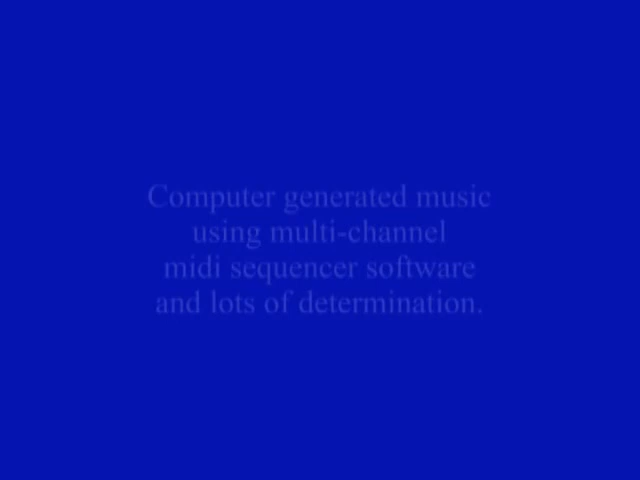 Computer generated music
using multi-channel
midi sequencer software
and lots of determination.